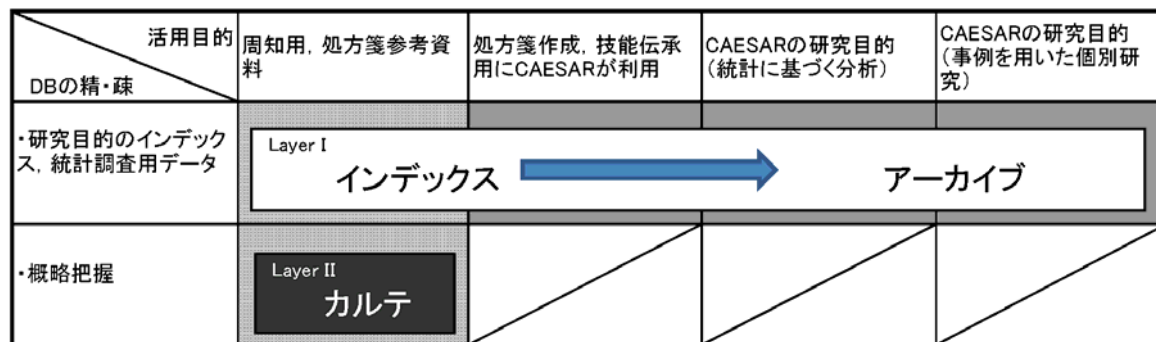 活用目的
DBの精・疎
周知用，処方箋参考資
料
処方箋作成，技能伝承
用にCAESARが利用
CAESARの研究目的
（統計に基づく分析）
CAESARの研究目的
（事例を用いた個別研
究）
・研究目的のインデック
ス，統計調査用データ
Layer I
インデックス
アーカイブ
・概略把握
Layer II
カルテ